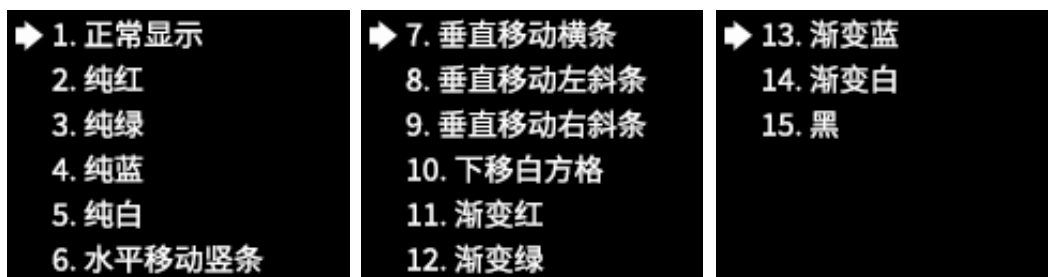 1. 正常显示
2. 纯红
3. 纯绿
4. 纯蓝
5. 纯白
6. 水平移动竖条
7. 垂直移动横条
8. 垂直移动左斜条
9. 垂直移动右斜条
10. 下移白方格
11. 渐变红
12. 渐变绿
13. 渐变蓝
14. 渐变白
15. 黑